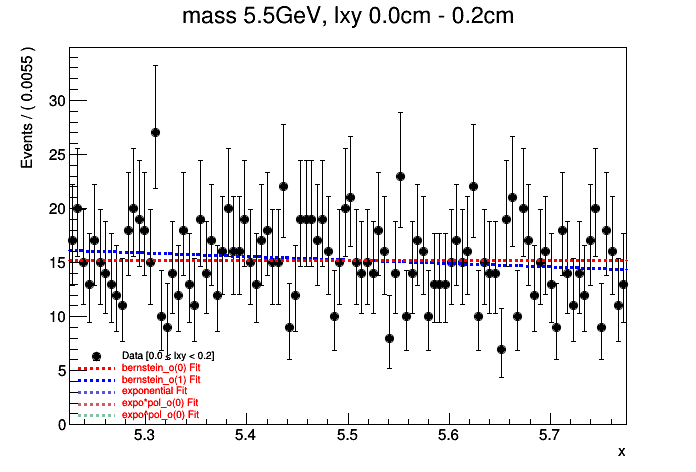 mass 5.5GeV, lxy 0.0cm - 0.2cm
Events / ( 0.0055 )
30
25
20
15
10
5
0
Data [0.0 ≤ lxy < 0.2]
bernstein_o(0) Fit
bernstein_o(1) Fit
exponential Fit
expo*pol_o(0) Fit
expo*pol_o(0) Fit
5.3 5.4 5.5 5.6 5.7
x